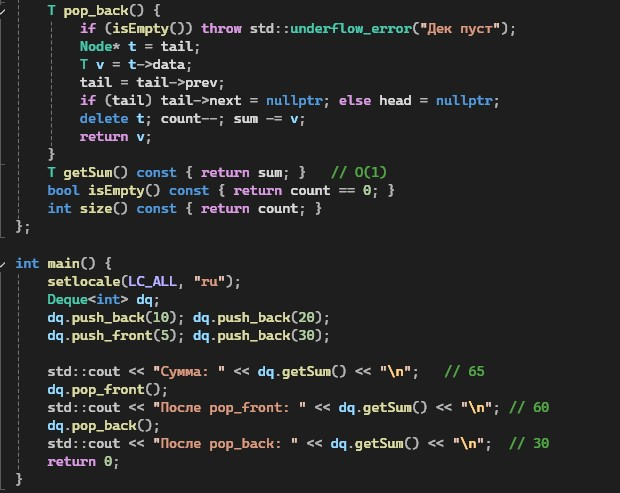 T pop_back() {
if (isEmpty()) throw std::underflow_error("Дек пуст");
Node* t = tail;
T v = t->data;
tail = tail->prev;
if (tail) tail->next = nullptr; else head = nullptr;
delete t; count--; sum -= v;
return v;
}
T getSum() const { return sum; }   // O(1)
bool isEmpty() const { return count == 0; }
int size() const { return count; }
};
int main() {
setlocale(LC_ALL, "ru");
Deque<int> dq;
dq.push_back(10); dq.push_back(20);
dq.push_front(5); dq.push_back(30);
std::cout << "Сумма: " << dq.getSum() << "\n";   // 65
dq.pop_front();
std::cout << "После pop_front: " << dq.getSum() << "\n"; // 60
dq.pop_back();
std::cout << "После pop_back: " << dq.getSum() << "\n";  // 30
return 0;
}